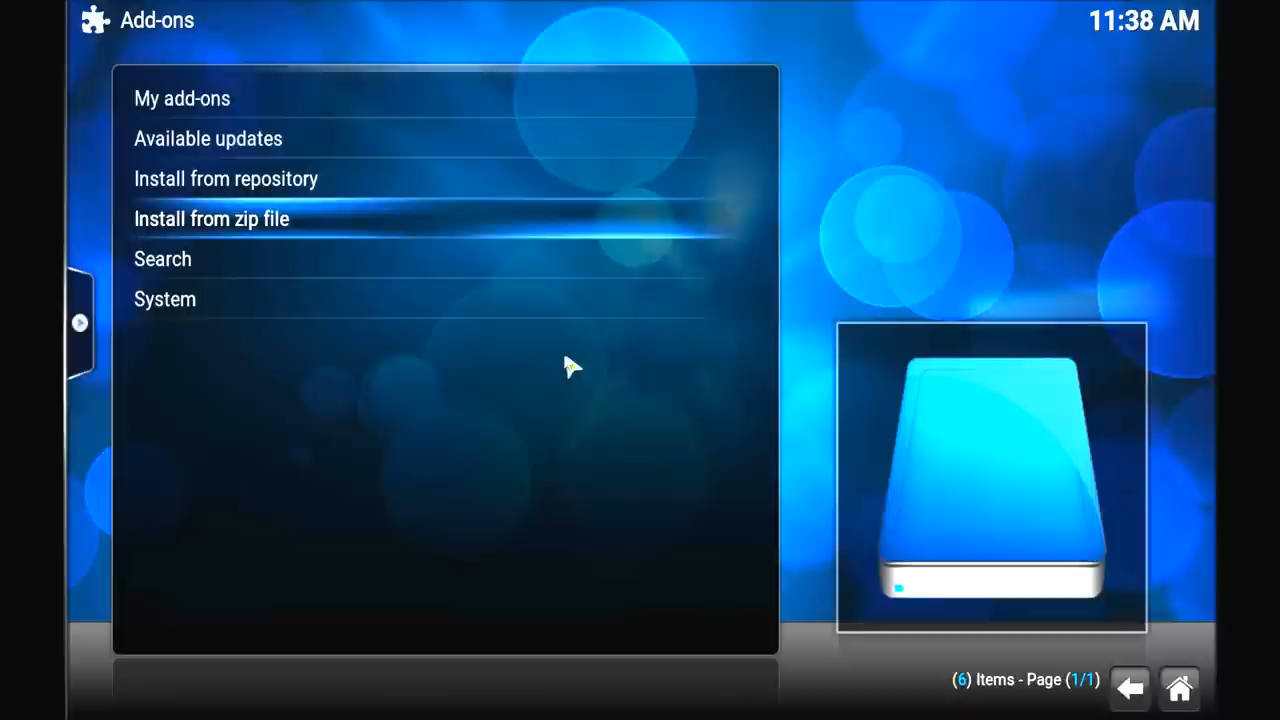 Add-ons
11:38 AM
My add-ons
Available updates
Install from repository
Install from zip file
Search
System
(6) Items - Page (1/1)